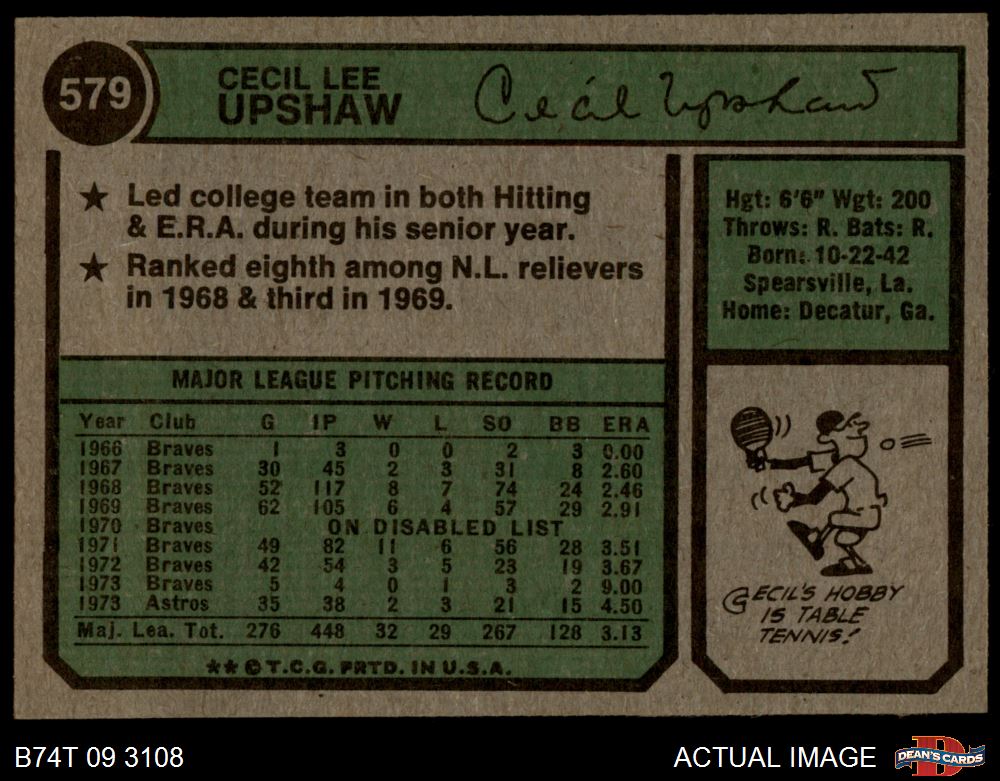 579
CECIL LEE
UPSHAW
Cecil Upshaw
★ Led college team in both Hitting
& E.R.A. during his senior year.
★ Ranked eighth among N.L. relievers
in 1968 & third in 1969.
Hgt: 6'6" Wgt: 200
Throws: R. Bats: R.
Born: 10-22-42
Spearsville, La.
Home: Decatur, Ga.
MAJOR LEAGUE PITCHING RECORD
Year Club G IP W L SO BB ERA
1966 Braves 1 3 0 0 2 3 0.00
1967 Braves 30 45 2 3 31 8 2.60
1968 Braves 52 117 8 7 74 24 2.46
1969 Braves 62 105 6 4 57 29 2.91
1970 Braves ON DISABLED LIST
1971 Braves 49 82 11 6 56 28 3.51
1972 Braves 42 54 3 5 23 19 3.67
1973 Braves 5 4 0 1 3 2 9.00
1973 Astros 35 38 2 3 21 15 4.50
Maj. Lea. Tot. 276 448 32 29 267 128 3.13
★★ © T.C.G. PRTD. IN U.S.A.
CECIL'S HOBBY
IS TABLE
TENNIS!
B74T 09 3108
ACTUAL IMAGE
D
DEAN'S CARDS